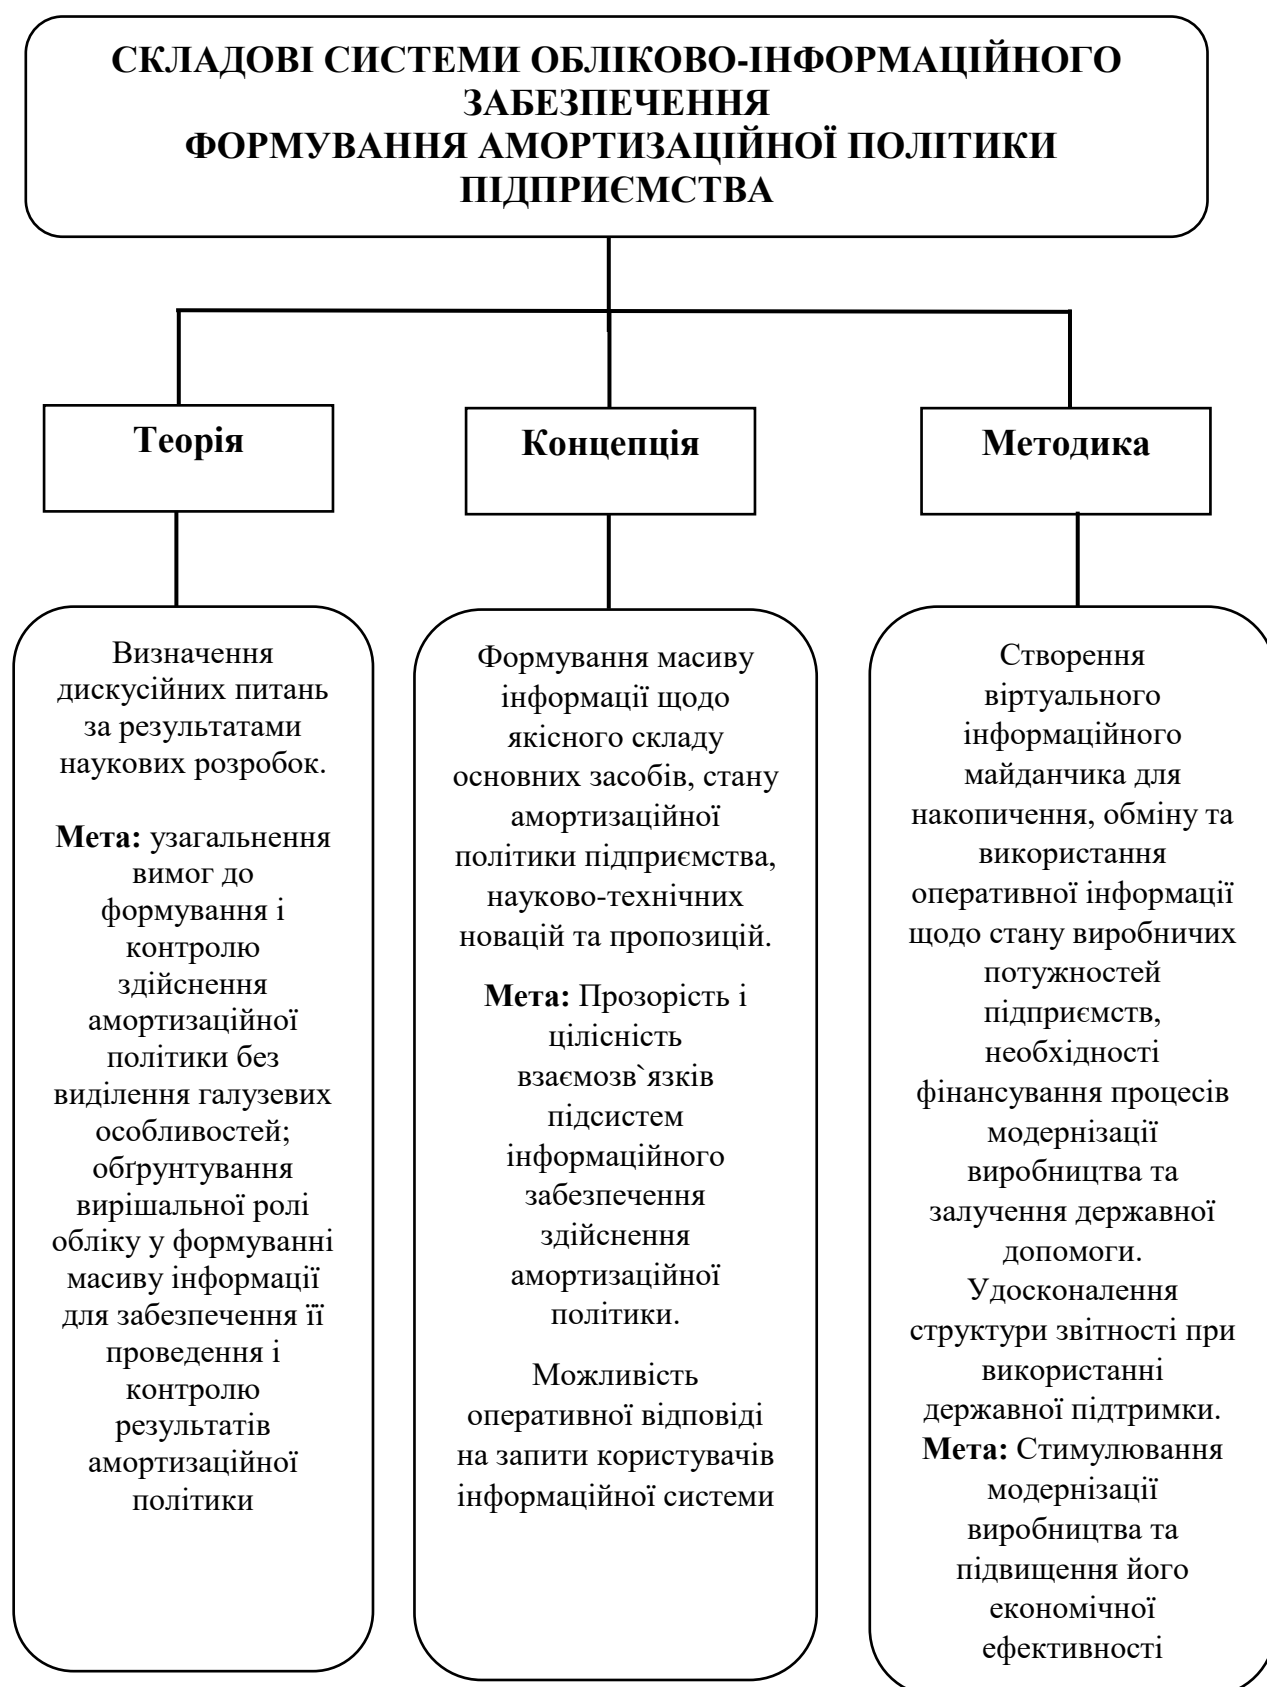 СКЛАДОВІ СИСТЕМИ ОБЛІКОВО-ІНФОРМАЦІЙНОГО
ЗАБЕЗПЕЧЕННЯ
ФОРМУВАННЯ АМОРТИЗАЦІЙНОЇ ПОЛІТИКИ
ПІДПРИЄМСТВА
Теорія
Концепція
Методика
Визначення
дискусійних питань
за результатами
наукових розробок.
Мета: узагальнення
вимог до
формування і
контролю
здійснення
амортизаційної
політики без
виділення галузевих
особливостей;
обґрунтування
вирішальної ролі
обліку у формуванні
масиву інформації
для забезпечення її
проведення і
контролю
результатів
амортизаційної
політики
Формування масиву
інформації щодо
якісного складу
основних засобів, стану
амортизаційної
політики підприємства,
науково-технічних
новацій та пропозицій.
Мета: Прозорість і
цілісність
взаємозв`язків
підсистем
інформаційного
забезпечення
здійснення
амортизаційної
політики.
Можливість
оперативної відповіді
на запити користувачів
інформаційної системи
Створення
віртуального
інформаційного
майданчика для
накопичення, обміну та
використання
оперативної інформації
щодо стану виробничих
потужностей
підприємств,
необхідності
фінансування процесів
модернізації
виробництва та
залучення державної
допомоги.
Удосконалення
структури звітності при
використанні
державної підтримки.
Мета: Стимулювання
модернізації
виробництва та
підвищення його
економічної
ефективності